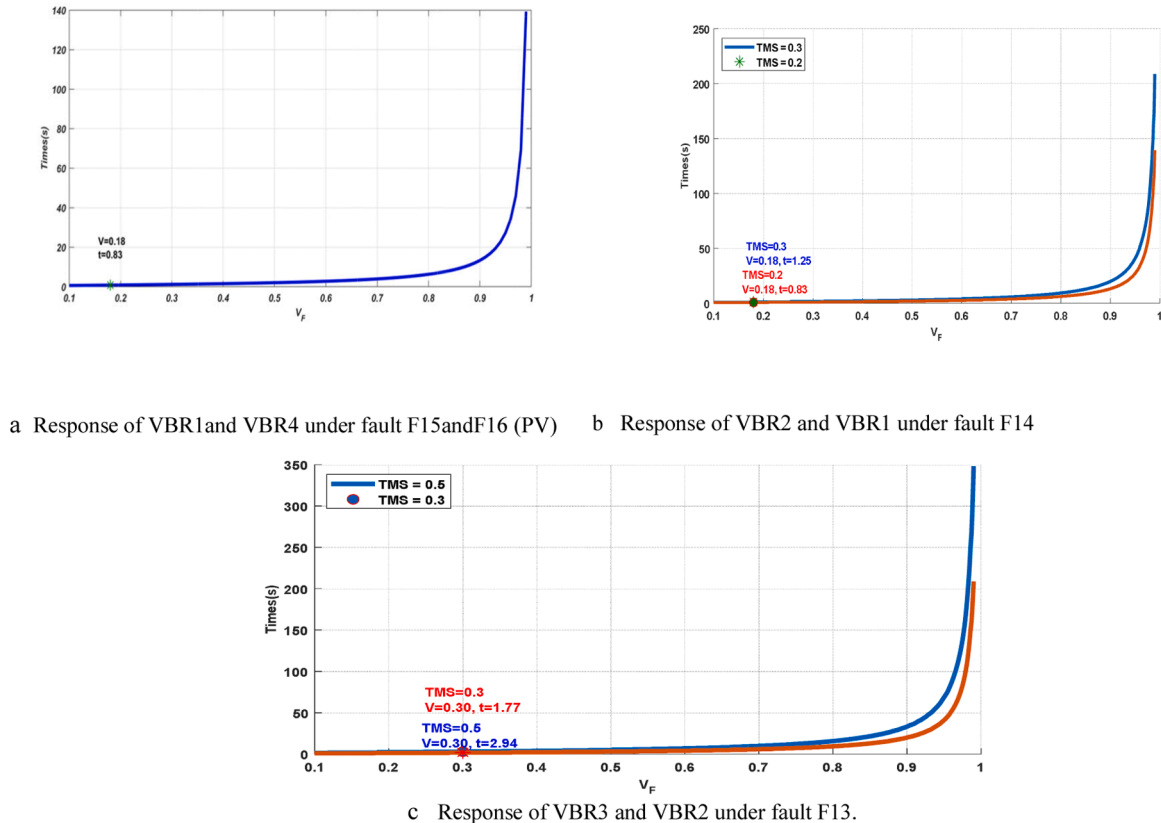 140
120
100
80
60
40
20
0
Times(s)
V=0.18
t=0.83
0.1 0.2 0.3 0.4 0.5 0.6 0.7 0.8 0.9 1
V_F
250
200
150
100
50
0
Times(s)
TMS = 0.3
TMS = 0.2
TMS=0.3
V=0.18, t=1.25
TMS=0.2
V=0.18, t=0.83
0.1 0.2 0.3 0.4 0.5 0.6 0.7 0.8 0.9 1
V_F
a Response of VBR1and VBR4 under fault F15andF16 (PV)
b Response of VBR2 and VBR1 under fault F14
350
300
250
200
150
100
50
0
Times(s)
TMS = 0.5
TMS = 0.3
TMS=0.3
V=0.30, t=1.77
TMS=0.5
V=0.30, t=2.94
0.1 0.2 0.3 0.4 0.5 0.6 0.7 0.8 0.9 1
V_F
c Response of VBR3 and VBR2 under fault F13.